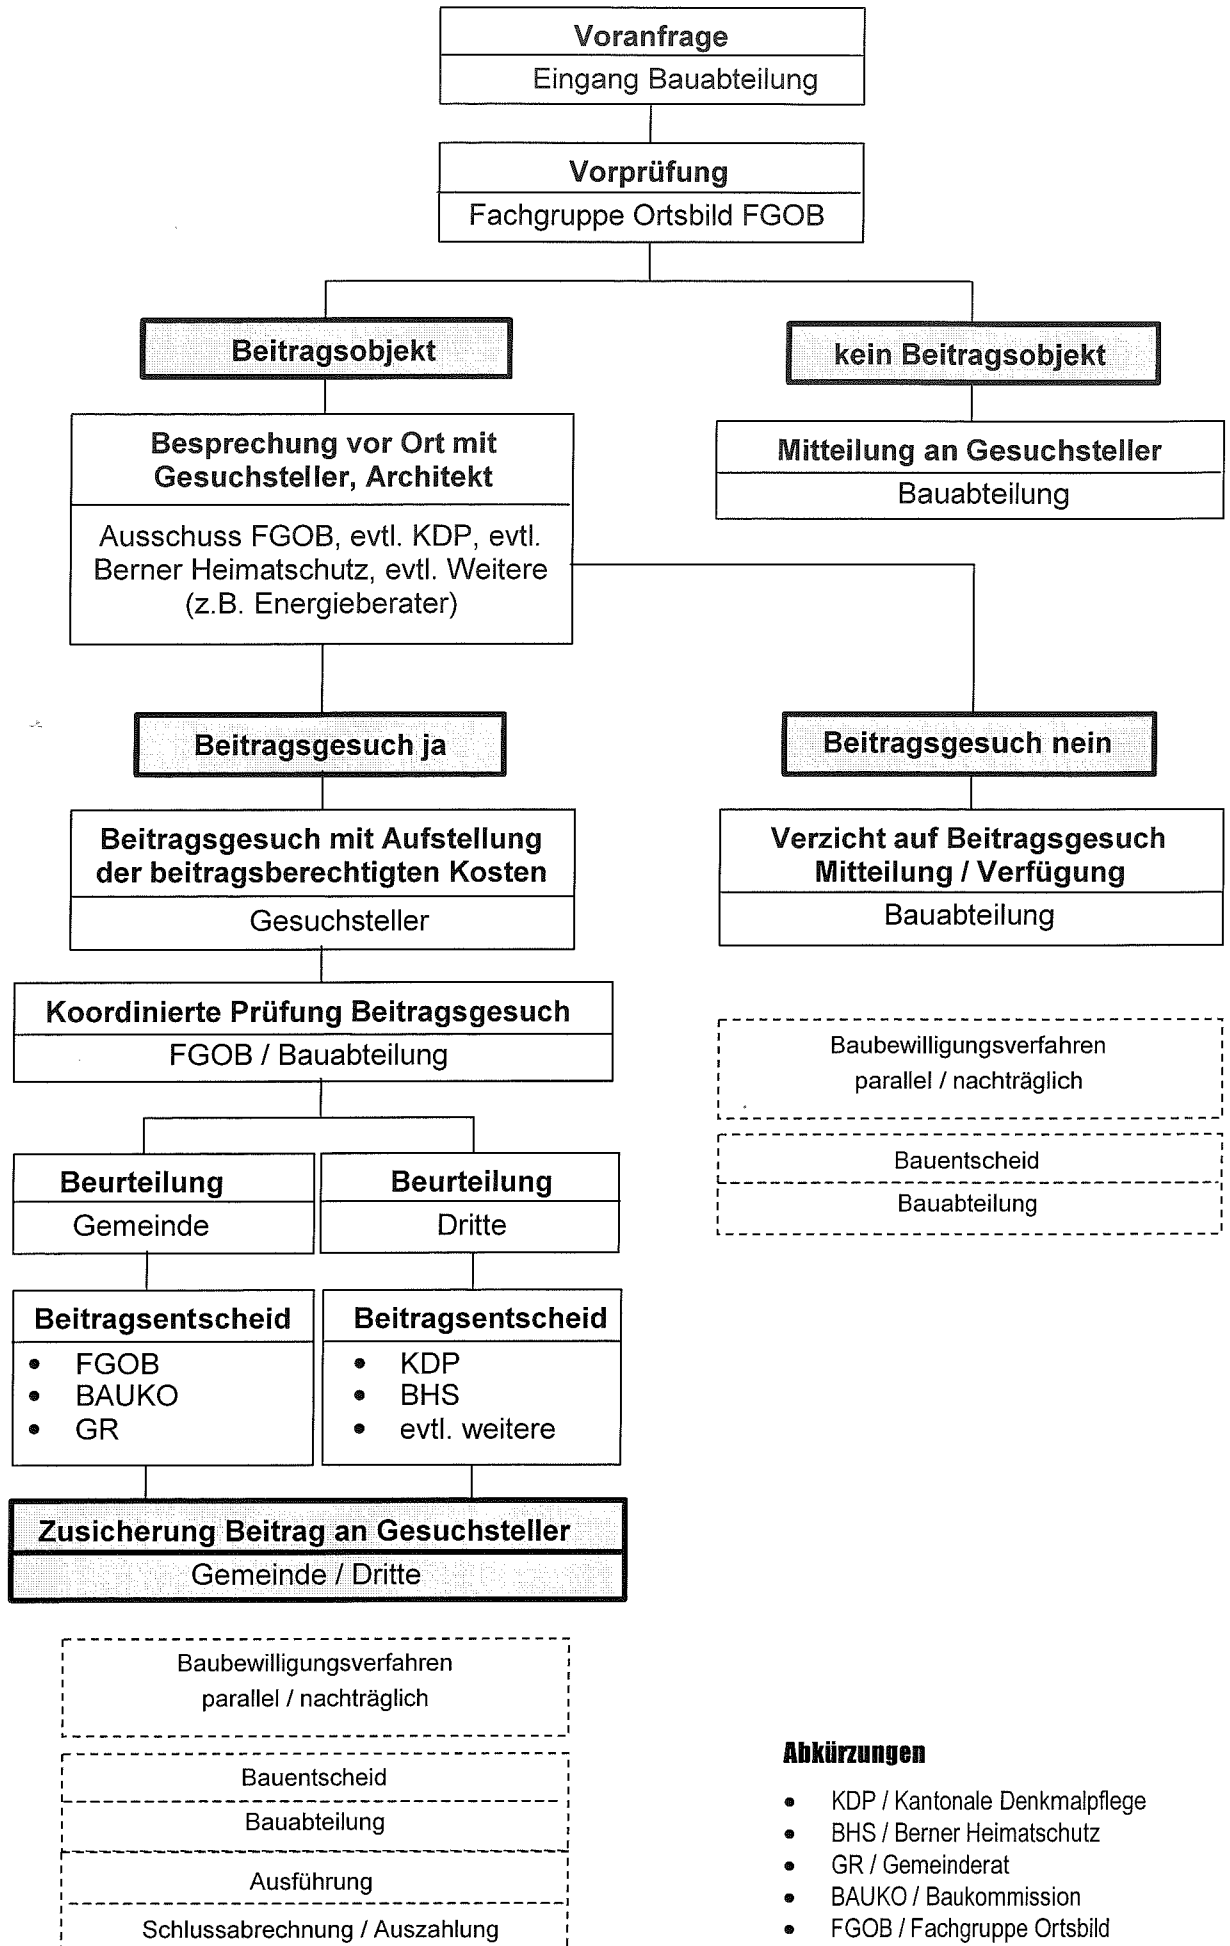 Voranfrage
Eingang Bauabteilung
Vorprüfung
Fachgruppe Ortsbild FGOB
Beitragsobjekt
kein Beitragsobjekt
Besprechung vor Ort mit
Gesuchsteller, Architekt
Ausschuss FGOB, evtl. KDP, evtl.
Berner Heimatschutz, evtl. Weitere
(z.B. Energieberater)
Mitteilung an Gesuchsteller
Bauabteilung
Beitragsgesuch ja
Beitragsgesuch nein
Beitragsgesuch mit Aufstellung
der beitragsberechtigten Kosten
Gesuchsteller
Verzicht auf Beitragsgesuch
Mitteilung / Verfügung
Bauabteilung
Koordinierte Prüfung Beitragsgesuch
FGOB / Bauabteilung
Baubewilligungsverfahren
parallel / nachträglich
Bauentscheid
Bauabteilung
Beurteilung
Gemeinde
Beurteilung
Dritte
Beitragsentscheid
• FGOB
• BAUKO
• GR
Beitragsentscheid
• KDP
• BHS
• evtl. weitere
Zusicherung Beitrag an Gesuchsteller
Gemeinde / Dritte
Baubewilligungsverfahren
parallel / nachträglich
Bauentscheid
Bauabteilung
Ausführung
Schlussabrechnung / Auszahlung
Abkürzungen
• KDP / Kantonale Denkmalpflege
• BHS / Berner Heimatschutz
• GR / Gemeinderat
• BAUKO / Baukommission
• FGOB / Fachgruppe Ortsbild